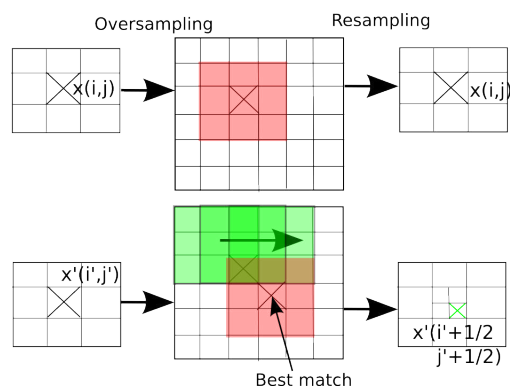 Oversampling
Resampling
x(i,j)
x(i,j)
x'(i',j')
x'(i'+1/2
j'+1/2)
Best match